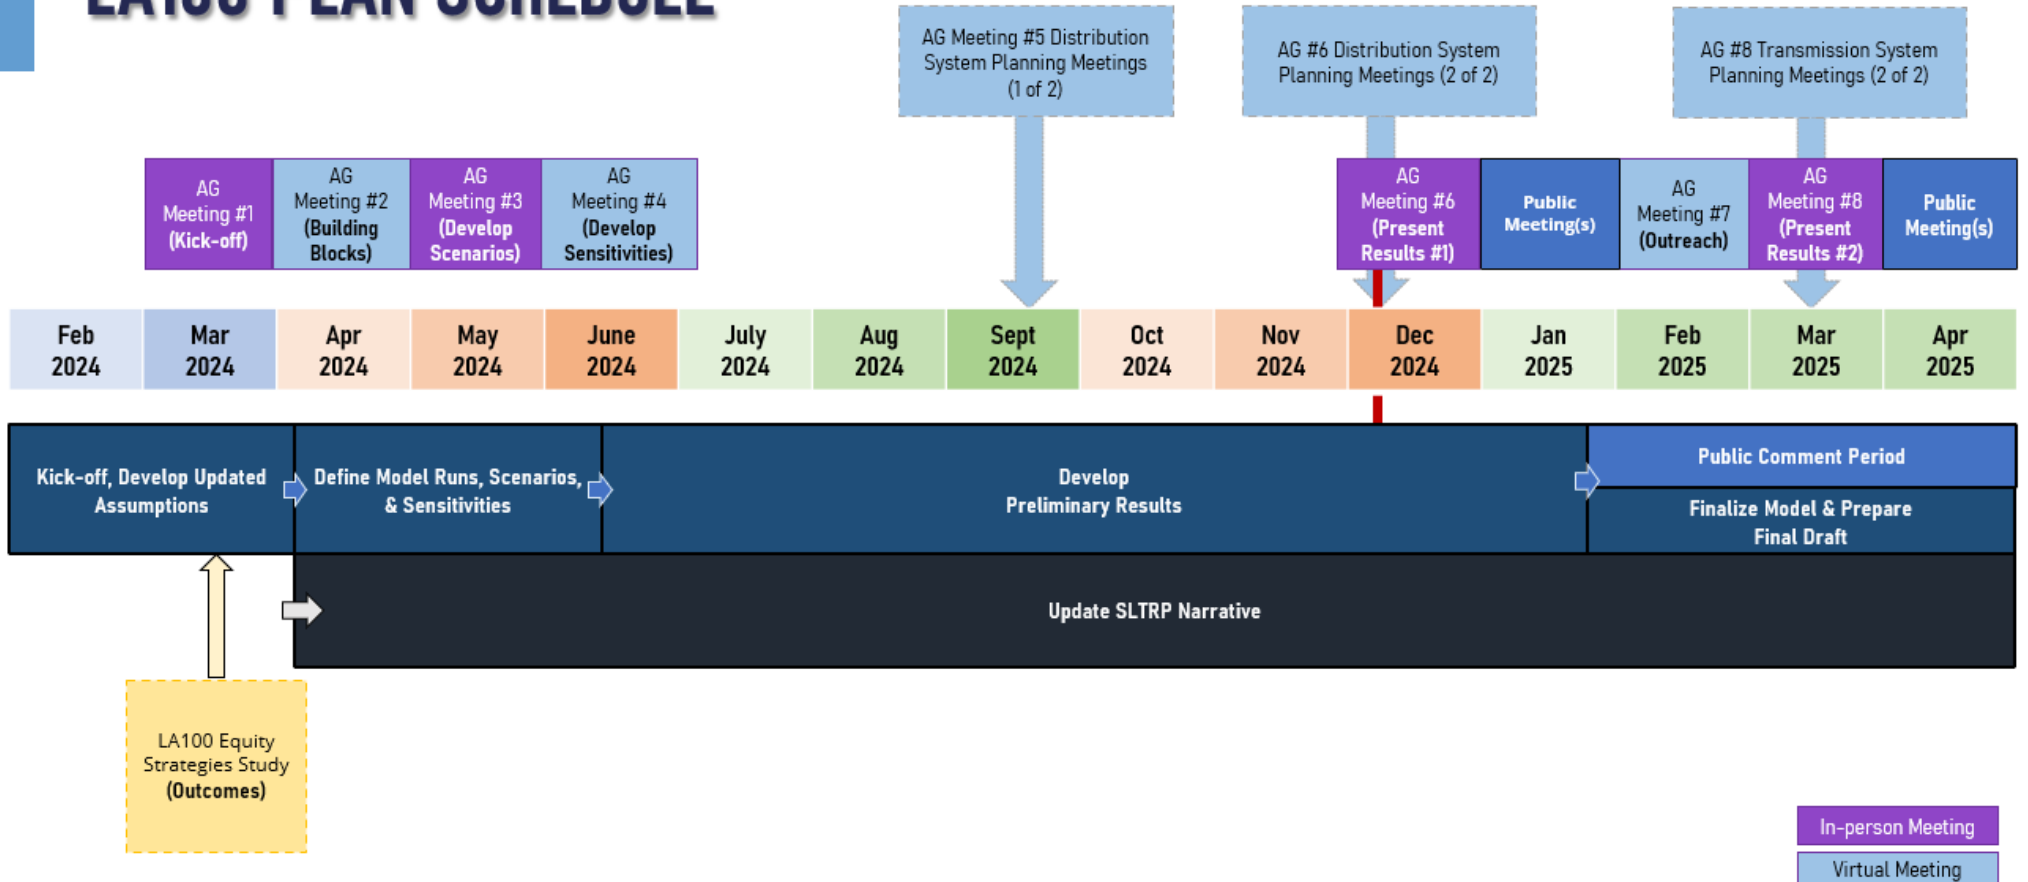 LA100 PLAN SCHEDULE
AG Meeting #5 Distribution
System Planning Meetings
(1 of 2)
AG #6 Distribution System
Planning Meetings (2 of 2)
AG #8 Transmission System
Planning Meetings (2 of 2)
AG
Meeting #1
(Kick-off)
AG
Meeting #2
(Building
Blocks)
AG
Meeting #3
(Develop
Scenarios)
AG
Meeting #4
(Develop
Sensitivities)
AG
Meeting #6
(Present
Results #1)
Public
Meeting(s)
AG
Meeting #7
(Outreach)
AG
Meeting #8
(Present
Results #2)
Public
Meeting(s)
Feb
2024
Mar
2024
Apr
2024
May
2024
June
2024
July
2024
Aug
2024
Sept
2024
Oct
2024
Nov
2024
Dec
2024
Jan
2025
Feb
2025
Mar
2025
Apr
2025
Kick-off, Develop Updated
Assumptions
Define Model Runs, Scenarios,
& Sensitivities
Develop
Preliminary Results
Public Comment Period
Finalize Model & Prepare
Final Draft
Update SLTRP Narrative
LA100 Equity
Strategies Study
(Outcomes)
In-person Meeting
Virtual Meeting